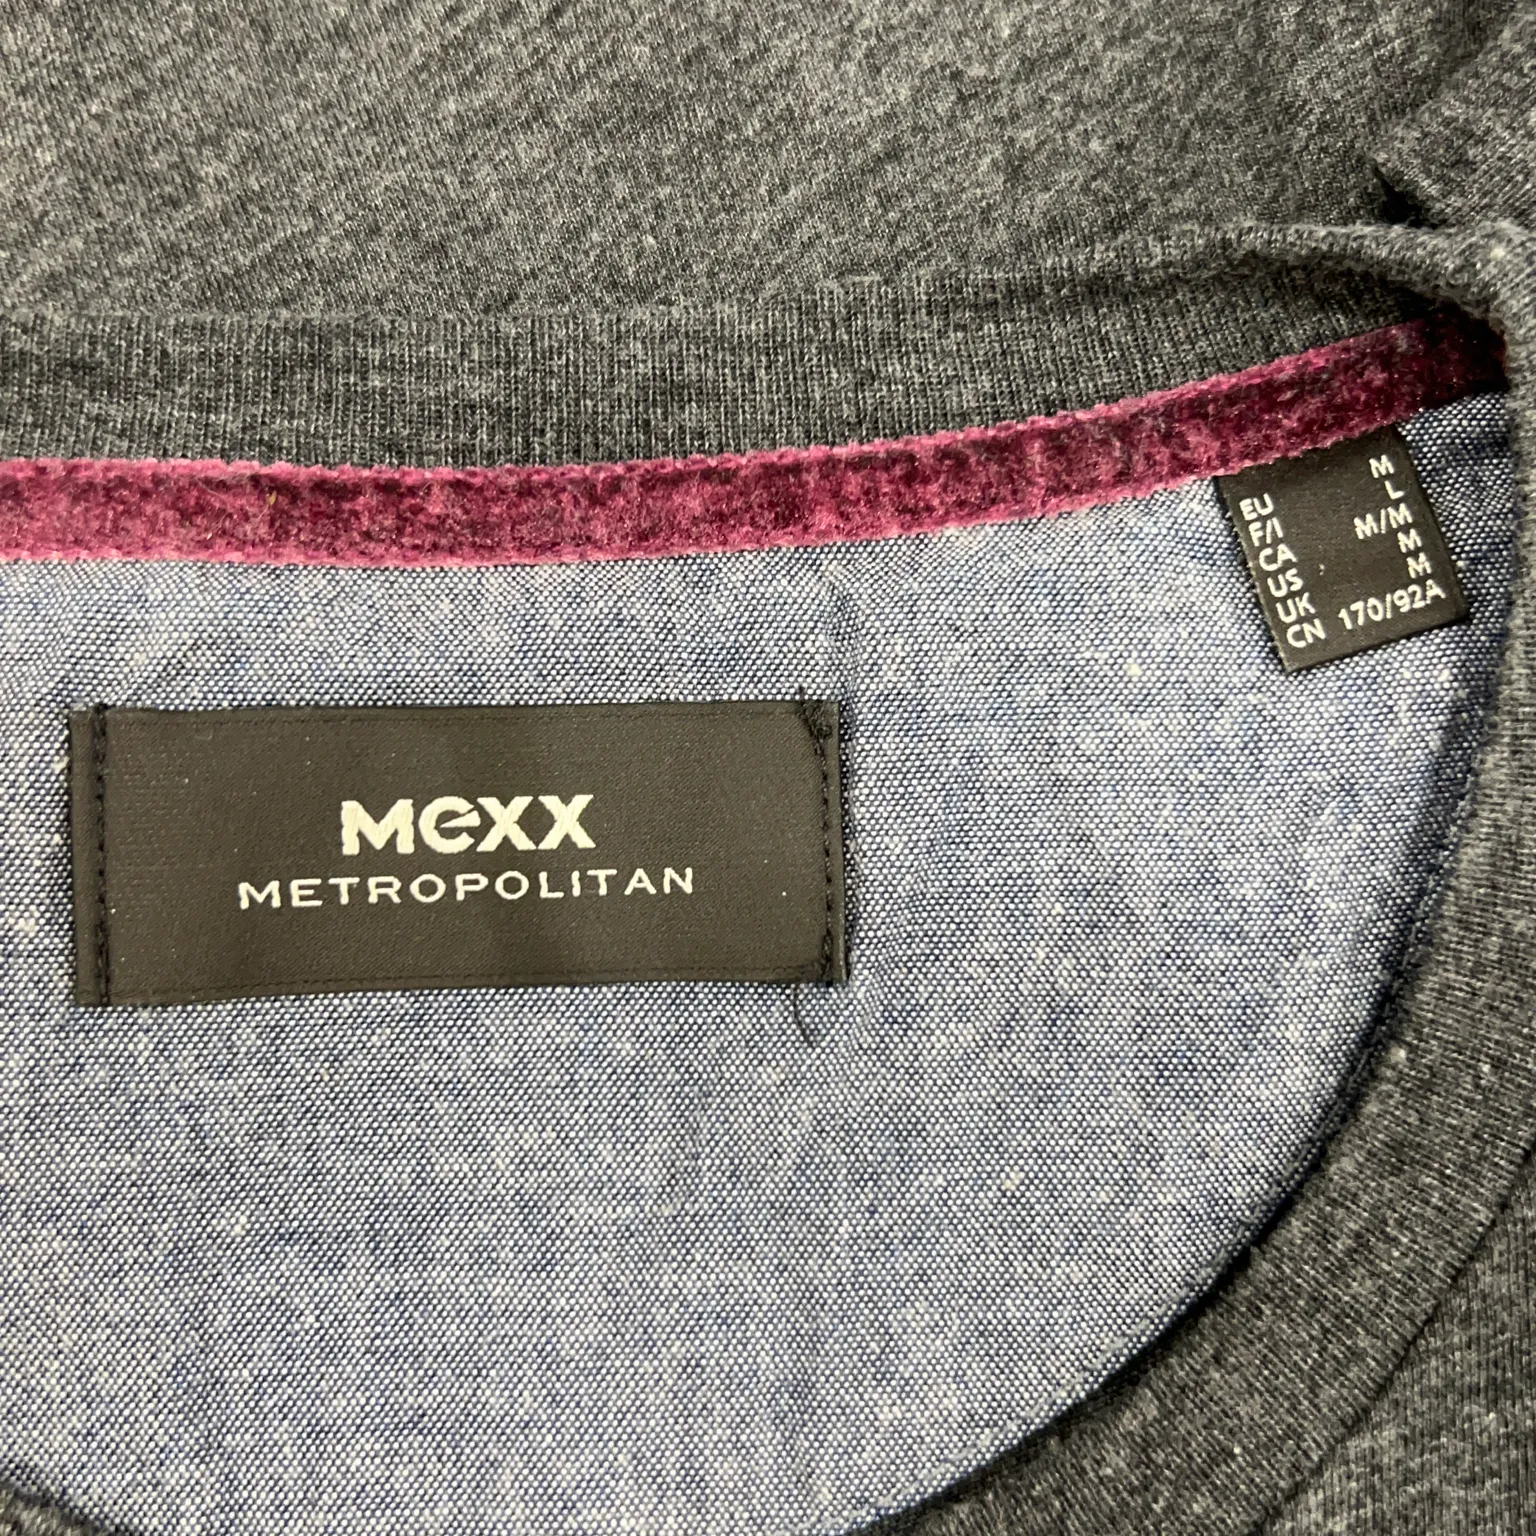 MEXX
METROPOLITAN
EU M
F/I L
CA M/M
US M
UK M
CN 170/92A